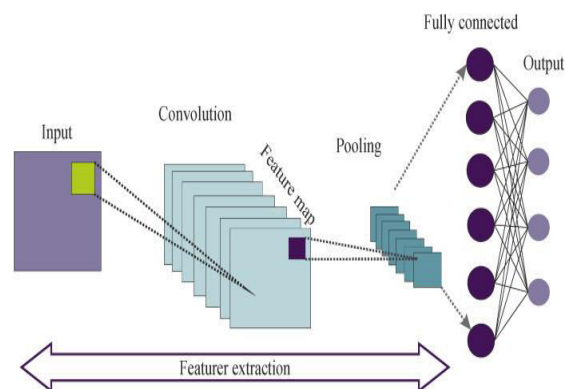 Fully connected
Output
Convolution
Input
Feature map
Pooling
Featurer extraction